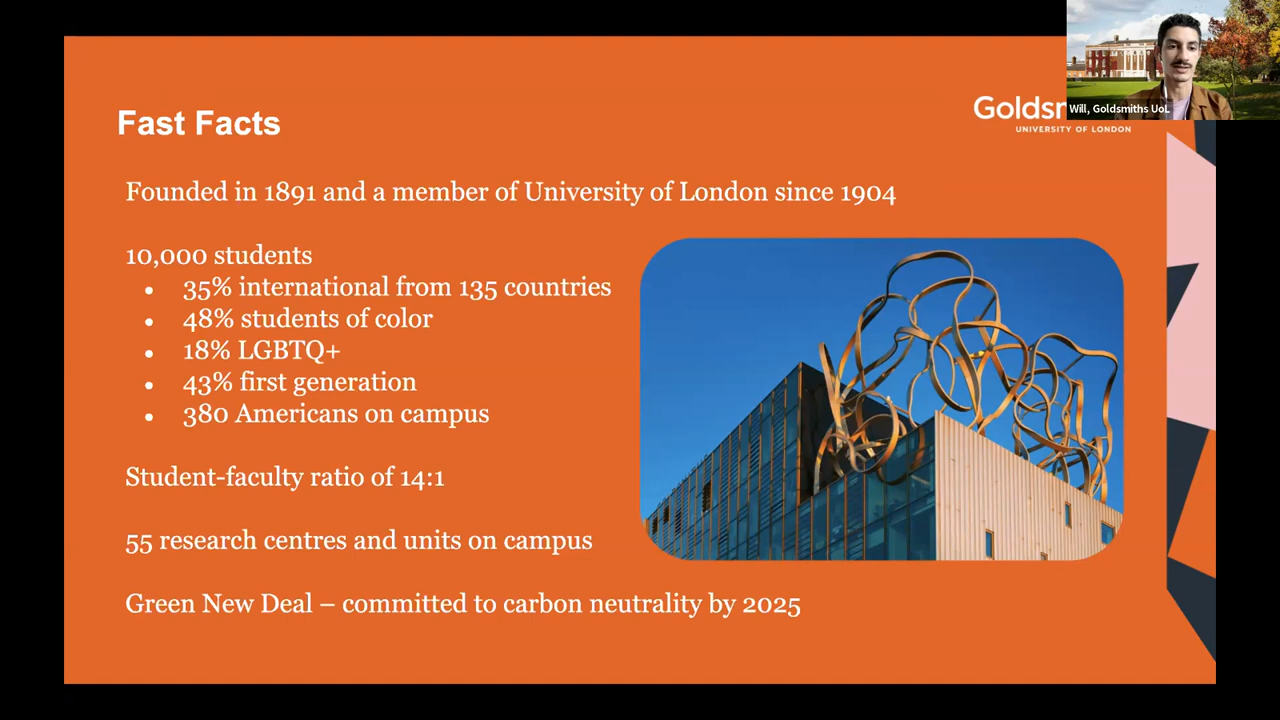 Fast Facts
Goldsm
UNIVERSITY OF LONDON
Will, Goldsmiths UoL
Founded in 1891 and a member of University of London since 1904
10,000 students
• 35% international from 135 countries
• 48% students of color
• 18% LGBTQ+
• 43% first generation
• 380 Americans on campus
Student-faculty ratio of 14:1
55 research centres and units on campus
Green New Deal – committed to carbon neutrality by 2025